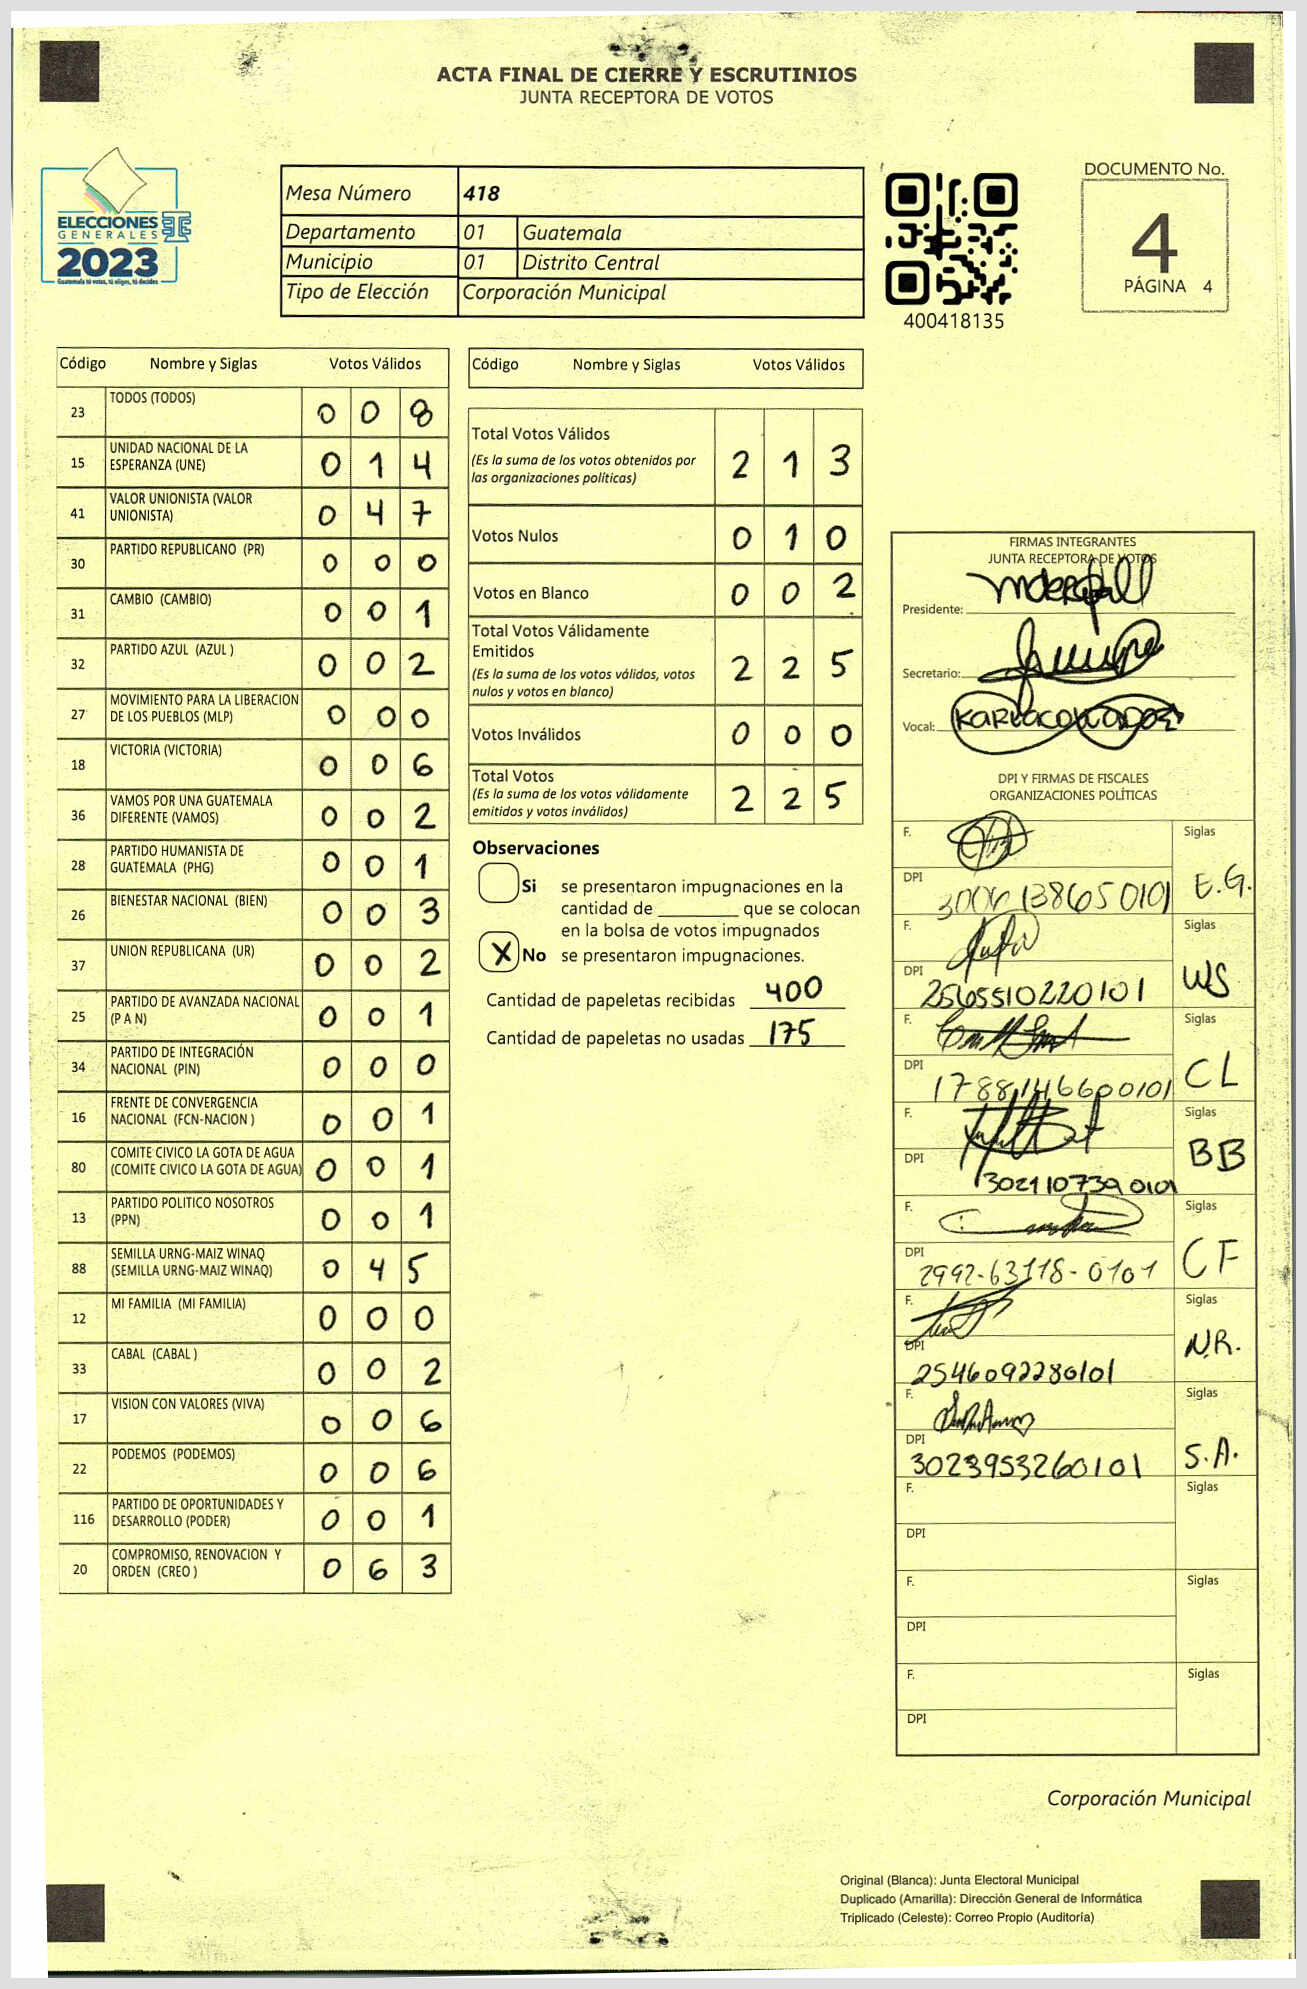 ACTA FINAL DE CIERRE Y ESCRUTINIOS
JUNTA RECEPTORA DE VOTOS
ELECCIONES
GENERALES
2023
Guatemala tú votas, tú eliges, tú decides
Mesa Número 418
Departamento 01 Guatemala
Municipio 01 Distrito Central
Tipo de Elección Corporación Municipal
400418135
DOCUMENTO No.
4
PÁGINA 4
Código Nombre y Siglas Votos Válidos
23 TODOS (TODOS) 0 0 8
15 UNIDAD NACIONAL DE LA
ESPERANZA (UNE) 0 1 4
41 VALOR UNIONISTA (VALOR
UNIONISTA) 0 4 7
30 PARTIDO REPUBLICANO (PR) 0 0 0
31 CAMBIO (CAMBIO) 0 0 1
32 PARTIDO AZUL (AZUL ) 0 0 2
27 MOVIMIENTO PARA LA LIBERACION
DE LOS PUEBLOS (MLP) 0 0 0
18 VICTORIA (VICTORIA) 0 0 6
36 VAMOS POR UNA GUATEMALA
DIFERENTE (VAMOS) 0 0 2
28 PARTIDO HUMANISTA DE
GUATEMALA (PHG) 0 0 1
26 BIENESTAR NACIONAL (BIEN) 0 0 3
37 UNION REPUBLICANA (UR) 0 0 2
25 PARTIDO DE AVANZADA NACIONAL
(P A N) 0 0 1
34 PARTIDO DE INTEGRACIÓN
NACIONAL (PIN) 0 0 0
16 FRENTE DE CONVERGENCIA
NACIONAL (FCN-NACION ) 0 0 1
80 COMITE CIVICO LA GOTA DE AGUA
(COMITE CIVICO LA GOTA DE AGUA) 0 0 1
13 PARTIDO POLITICO NOSOTROS
(PPN) 0 0 1
88 SEMILLA URNG-MAIZ WINAQ
(SEMILLA URNG-MAIZ WINAQ) 0 4 5
12 MI FAMILIA (MI FAMILIA) 0 0 0
33 CABAL (CABAL ) 0 0 2
17 VISION CON VALORES (VIVA) 0 0 6
22 PODEMOS (PODEMOS) 0 0 6
116 PARTIDO DE OPORTUNIDADES Y
DESARROLLO (PODER) 0 0 1
20 COMPROMISO, RENOVACION Y
ORDEN (CREO ) 0 6 3
Código Nombre y Siglas Votos Válidos
Total Votos Válidos
(Es la suma de los votos obtenidos por
las organizaciones políticas) 2 1 3
Votos Nulos 0 1 0
Votos en Blanco 0 0 2
Total Votos Válidamente
Emitidos
(Es la suma de los votos válidos, votos
nulos y votos en blanco) 2 2 5
Votos Inválidos 0 0 0
Total Votos
(Es la suma de los votos válidamente
emitidos y votos inválidos) 2 2 5
Observaciones
Si se presentaron impugnaciones en la
cantidad de ________ que se colocan
en la bolsa de votos impugnados
X No se presentaron impugnaciones.
Cantidad de papeletas recibidas 400
Cantidad de papeletas no usadas 175
FIRMAS INTEGRANTES
JUNTA RECEPTORA DE VOTOS
Presidente:
Secretario:
Vocal:
DPI Y FIRMAS DE FISCALES
ORGANIZACIONES POLÍTICAS
F. Siglas
DPI 3006138650101 E.G.
F. Siglas
DPI 2565510220101 WS
F. Siglas
DPI 1788146600101 CL
F. Siglas
DPI 302110739 0101 BB
F. Siglas
DPI 2992-63118-0101 CF
F. Siglas
DPI 2546092280101 N.R.
F. Siglas
DPI 3023953260101 S.A.
F. Siglas
DPI
F. Siglas
DPI
F. Siglas
DPI
Corporación Municipal
Original (Blanca): Junta Electoral Municipal
Duplicado (Amarilla): Dirección General de Informática
Triplicado (Celeste): Correo Propio (Auditoría)